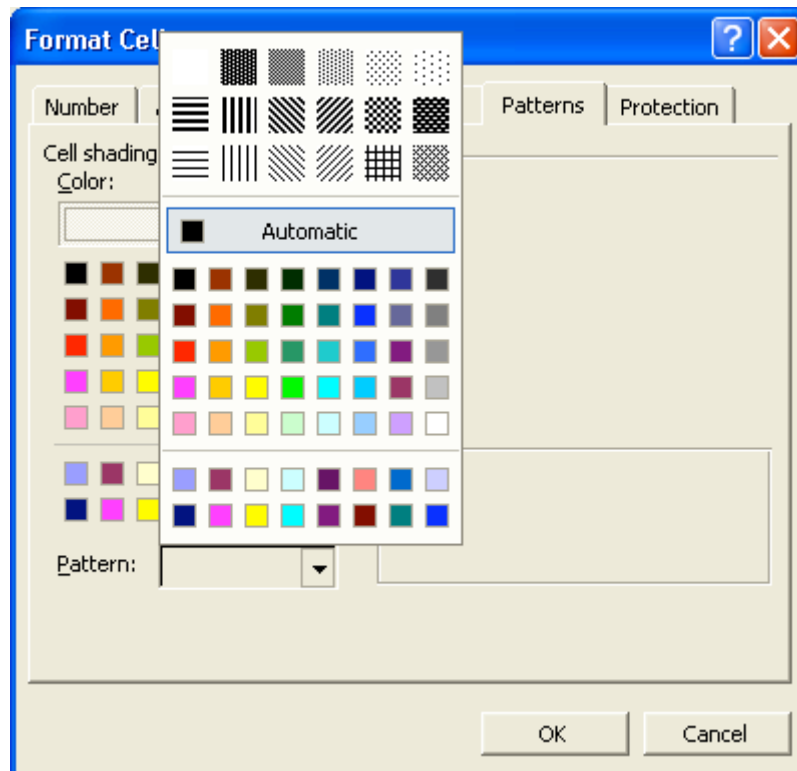 Format Cel
Number Patterns Protection
Cell shading
Color:
Automatic
Pattern:
OK Cancel